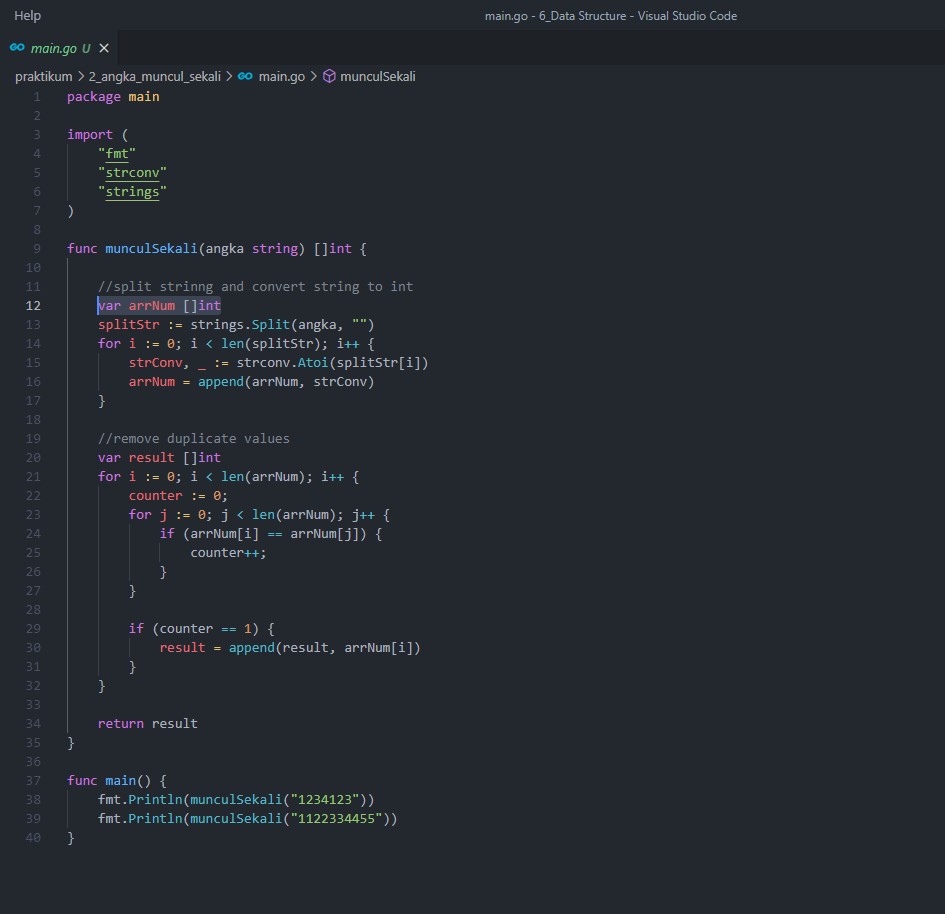 Help
main.go - 6_Data Structure - Visual Studio Code
main.go U
praktikum > 2_angka_muncul_sekali > main.go > munculSekali
1 package main
2
3 import (
4     "fmt"
5     "strconv"
6     "strings"
7 )
8
9 func munculSekali(angka string) []int {
10
11     //split strinng and convert string to int
12     var arrNum []int
13     splitStr := strings.Split(angka, "")
14     for i := 0; i < len(splitStr); i++ {
15         strConv, _ := strconv.Atoi(splitStr[i])
16         arrNum = append(arrNum, strConv)
17     }
18
19     //remove duplicate values
20     var result []int
21     for i := 0; i < len(arrNum); i++ {
22         counter := 0;
23         for j := 0; j < len(arrNum); j++ {
24             if (arrNum[i] == arrNum[j]) {
25                 counter++;
26             }
27         }
28
29         if (counter == 1) {
30             result = append(result, arrNum[i])
31         }
32     }
33
34     return result
35 }
36
37 func main() {
38     fmt.Println(munculSekali("1234123"))
39     fmt.Println(munculSekali("1122334455"))
40 }